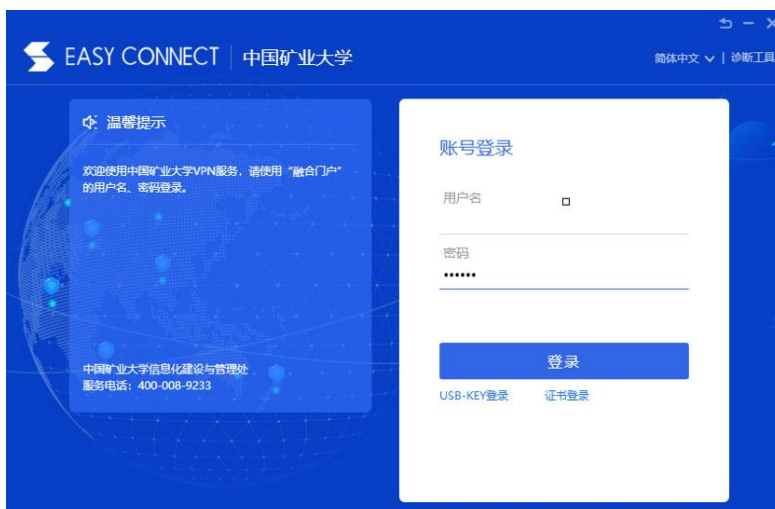 EASY CONNECT 中国矿业大学
简体中文 | 诊断工具
温馨提示
欢迎使用中国矿业大学VPN服务，请使用“融合门户”
的用户名、密码登录。
中国矿业大学信息化建设与管理处
服务电话：400-008-9233
账号登录
用户名
密码
••••••
登录
USB-KEY登录 证书登录